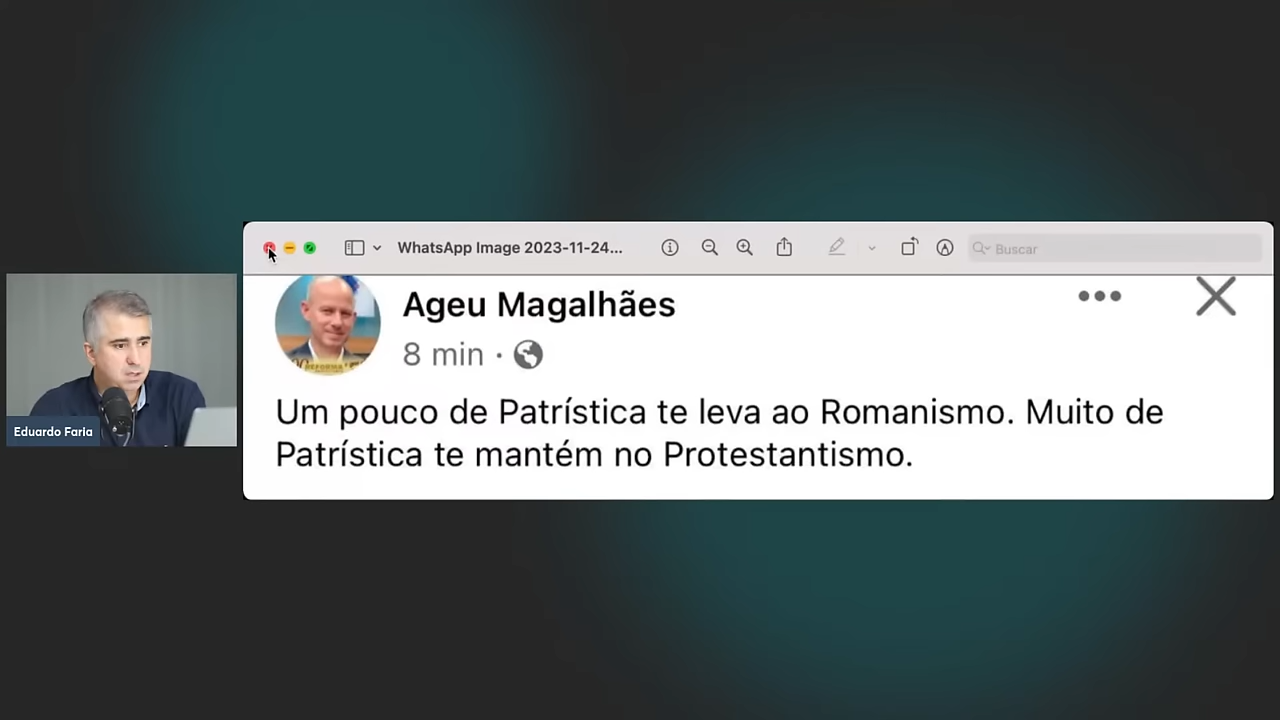 WhatsApp Image 2023-11-24...
Buscar
Ageu Magalhães
8 min ·
Um pouco de Patrística te leva ao Romanismo. Muito de
Patrística te mantém no Protestantismo.
Eduardo Faria